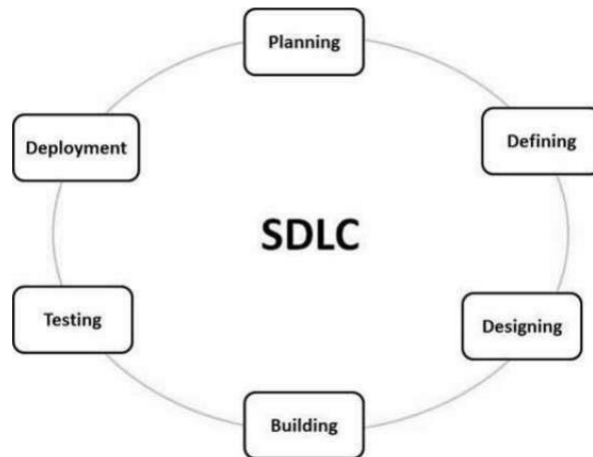 Planning
Defining
Designing
Building
Testing
Deployment
SDLC